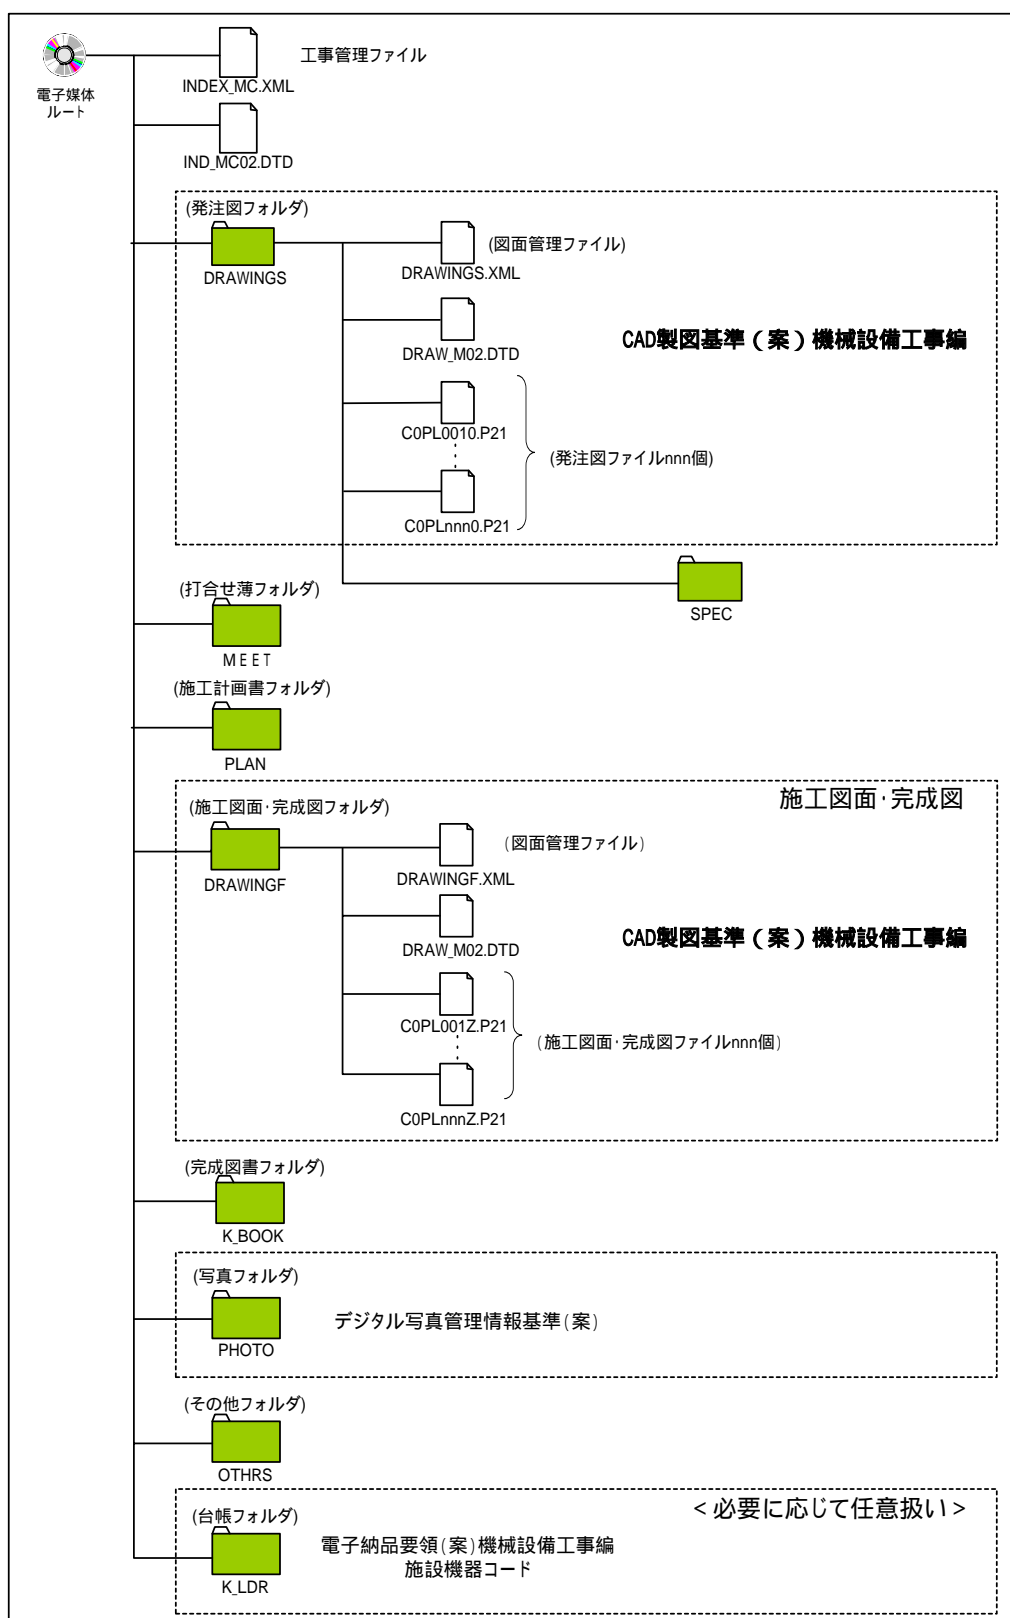 工事管理ファイル
INDEX_MC.XML
電子媒体
ルート
IND_MC02.DTD
(発注図フォルダ)
DRAWINGS
(図面管理ファイル)
DRAWINGS.XML
CAD製図基準(案)機械設備工事編
DRAW_M02.DTD
C0PL0010.P21
(発注図ファイルnnn個)
C0PLnnn0.P21
SPEC
(打合せ薄フォルダ)
MEET
(施工計画書フォルダ)
PLAN
施工図面・完成図
(施工図面・完成図フォルダ)
DRAWINGF
(図面管理ファイル)
DRAWINGF.XML
CAD製図基準(案)機械設備工事編
DRAW_M02.DTD
C0PL001Z.P21
(施工図面・完成図ファイルnnn個)
C0PLnnnZ.P21
(完成図書フォルダ)
K_BOOK
(写真フォルダ)
デジタル写真管理情報基準(案)
PHOTO
(その他フォルダ)
OTHRS
<必要に応じて任意扱い>
(台帳フォルダ)
電子納品要領(案)機械設備工事編
施設機器コード
K_LDR